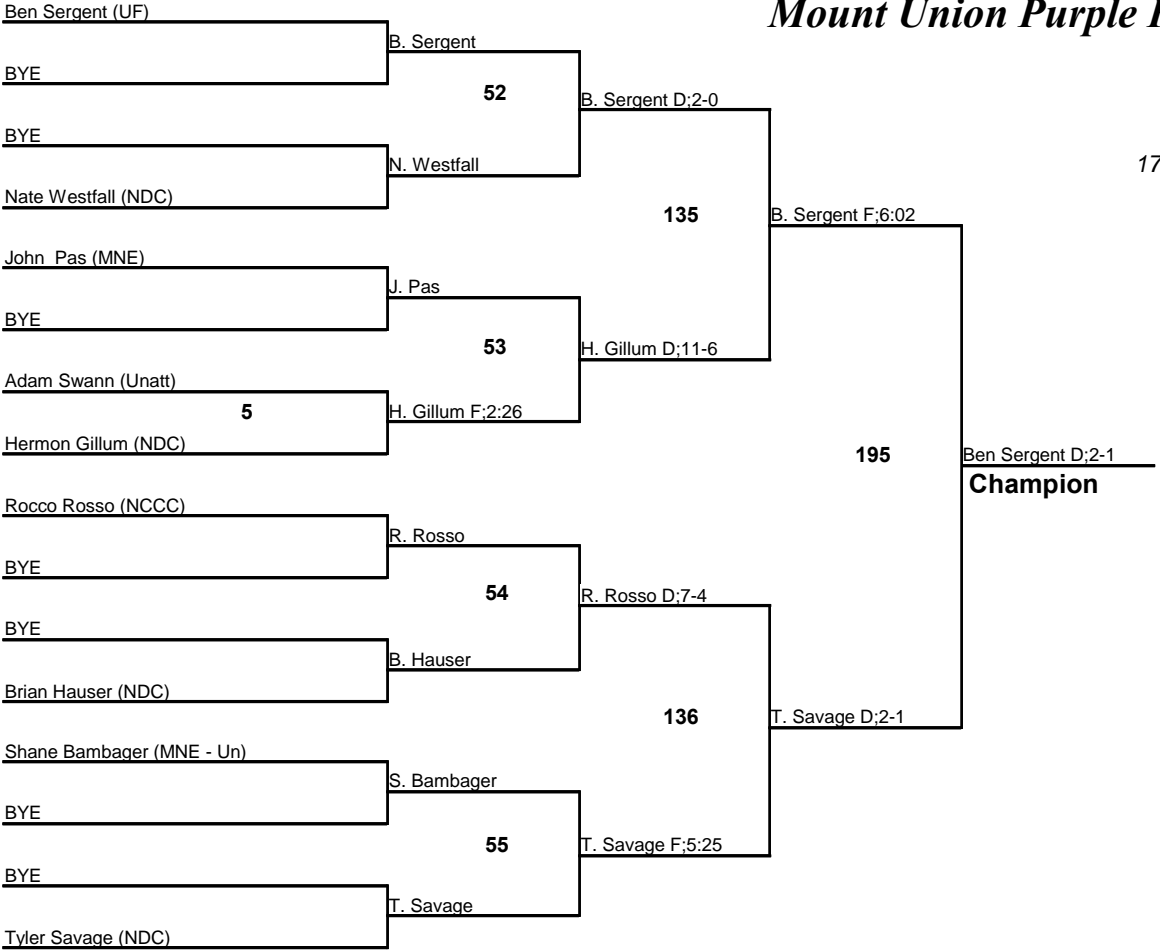 Mount Union Purple
Ben Sergent (UF)
B. Sergent
BYE
52
B. Sergent D;2-0
BYE
N. Westfall
17
Nate Westfall (NDC)
135
B. Sergent F;6:02
John Pas (MNE)
J. Pas
BYE
53
H. Gillum D;11-6
Adam Swann (Unatt)
5
H. Gillum F;2:26
Hermon Gillum (NDC)
195
Ben Sergent D;2-1
Champion
Rocco Rosso (NCCC)
R. Rosso
BYE
54
R. Rosso D;7-4
BYE
B. Hauser
Brian Hauser (NDC)
136
T. Savage D;2-1
Shane Bambager (MNE - Un)
S. Bambager
BYE
55
T. Savage F;5:25
BYE
T. Savage
Tyler Savage (NDC)